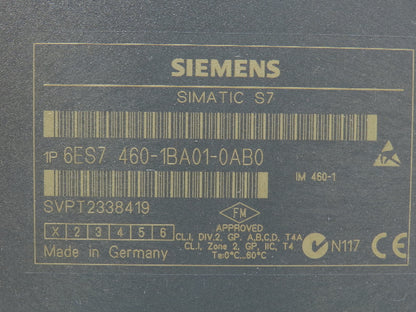 SIEMENS
SIMATIC S7
1P 6ES7 460-1BA01-0AB0
IM 460-1
SVPT2338419
FM
APPROVED
X 2 3 4 5 6
CL.I, DIV.2, GP. A,B,C,D, T4A
CL.I, Zone 2, GP. IIC, T4
Ta:0°C...60°C
Made in Germany
N117 CE